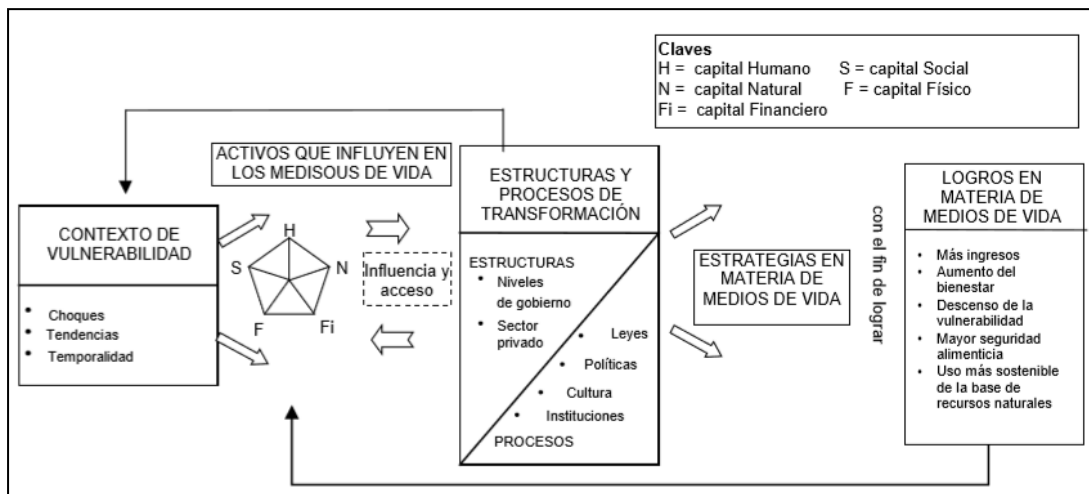 Claves
H = capital Humano S = capital Social
N = capital Natural F = capital Físico
Fi = capital Financiero
ACTIVOS QUE INFLUYEN EN
LOS MEDISOUS DE VIDA
CONTEXTO DE
VULNERABILIDAD
• Choques
• Tendencias
• Temporalidad
H
S
N
F
Fi
Influencia y
acceso
ESTRUCTURAS Y
PROCESOS DE
TRANSFORMACIÓN
ESTRUCTURAS
• Niveles
de gobierno
• Sector
privado
• Leyes
• Políticas
• Cultura
• Instituciones
PROCESOS
ESTRATEGIAS EN
MATERIA DE
MEDIOS DE VIDA
con el fin de lograr
LOGROS EN
MATERIA DE
MEDIOS DE VIDA
• Más ingresos
• Aumento del
bienestar
• Descenso de la
vulnerabilidad
• Mayor seguridad
alimenticia
• Uso más sostenible
de la base de
recursos naturales